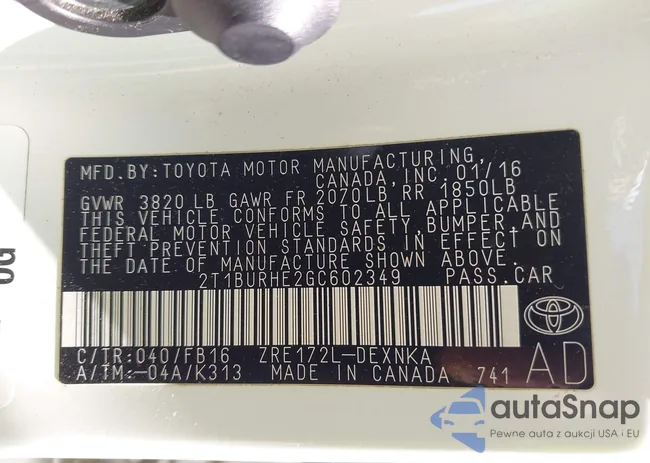 MFD.BY:TOYOTA MOTOR MANUFACTURING,
CANADA,INC.01/16
GVWR 3820LB GAWR FR 2070LB, RR 1850LB
THIS VEHICLE CONFORMS TO ALL APPLICABLE
FEDERAL MOTOR VEHICLE SAFETY,BUMPER,AND
THEFT PREVENTION STANDARDS IN EFFECT ON
THE DATE OF MANUFACTURE SHOWN ABOVE.
2T1BURHE2GC602349 PASS.CAR
C/TR:040/FB16 ZRE172L-DEXNKA
A/TM:-04A/K313 MADE IN CANADA 741 AD
autoSnap
Pewne auta z aukcji USA i EU